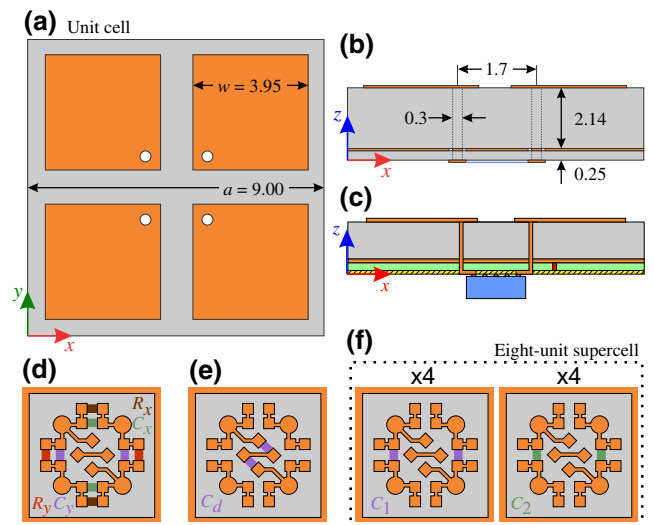 (a) Unit cell
w = 3.95
a = 9.00
y
x
(b)
1.7
0.3
2.14
z
x
0.25
(c)
z
x
(d)
R_x
C_x
R_y C_y
(e)
C_d
(f) Eight-unit supercell
x4 x4
C_1
C_2